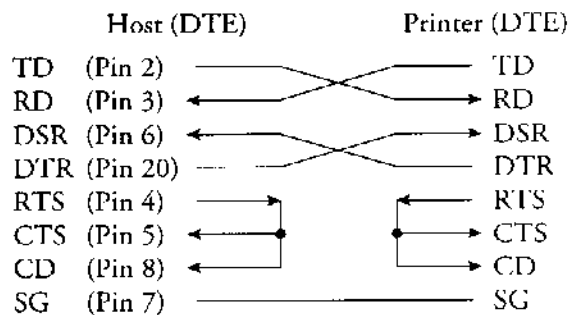 Host (DTE) Printer (DTE)
TD (Pin 2) TD
RD (Pin 3) RD
DSR (Pin 6) DSR
DTR (Pin 20) DTR
RTS (Pin 4) RTS
CTS (Pin 5) CTS
CD (Pin 8) CD
SG (Pin 7) SG